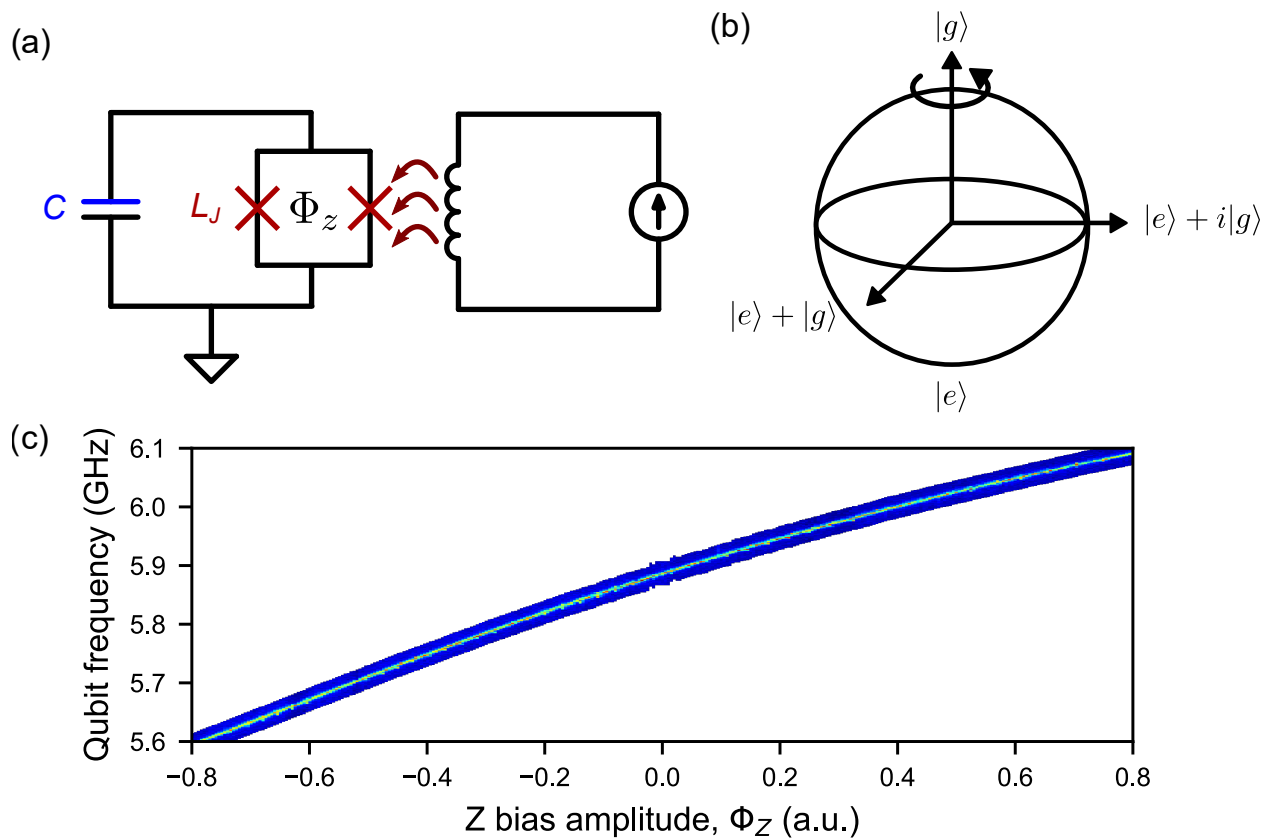 (a)
C
L_J
Φ_z
(b)
|g⟩
|e⟩ + i|g⟩
|e⟩ + |g⟩
|e⟩
(c)
Qubit frequency (GHz)
6.1
6.0
5.9
5.8
5.7
5.6
−0.8 −0.6 −0.4 −0.2 0.0 0.2 0.4 0.6 0.8
Z bias amplitude, Φ_Z (a.u.)